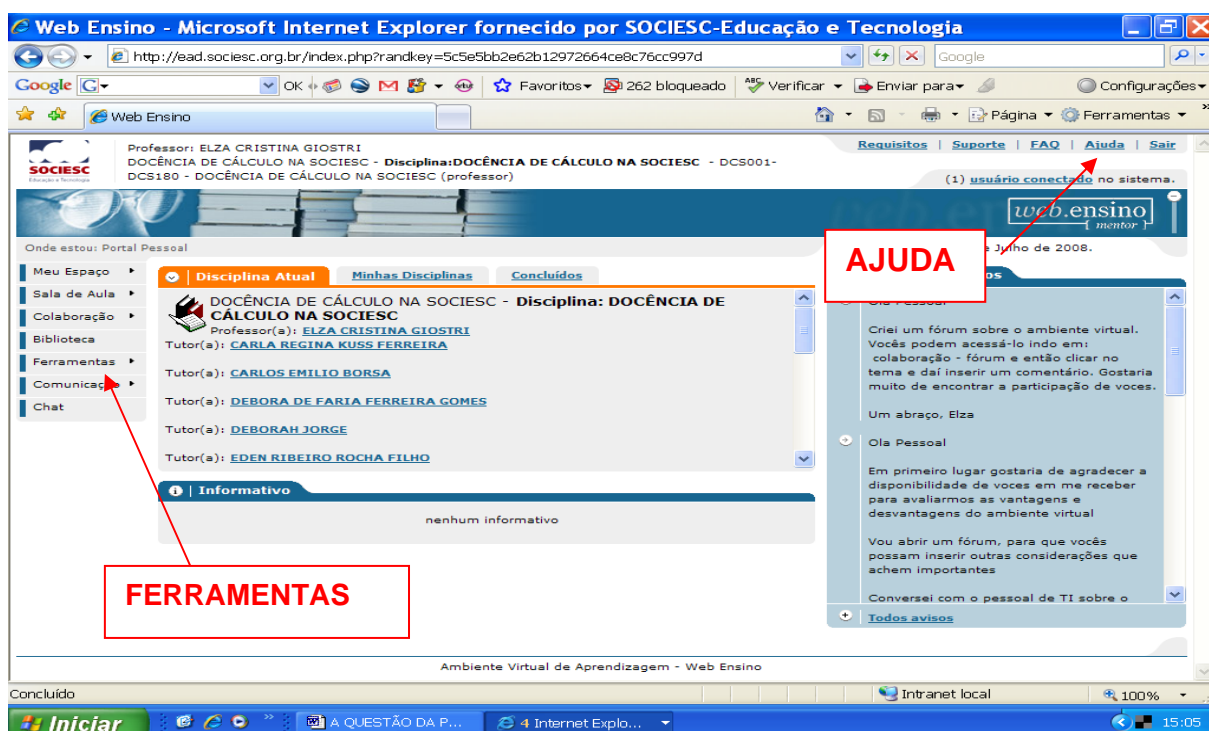 Web Ensino - Microsoft Internet Explorer fornecido por SOCIESC-Educação e Tecnologia
http://ead.sociesc.org.br/index.php?randkey=5c5e5bb2e62b12972664ce8c76cc997d
Google
Google G OK Favoritos 262 bloqueado Verificar Enviar para Configurações
Web Ensino
Página Ferramentas
SOCIESC
Professor: ELZA CRISTINA GIOSTRI
DOCÊNCIA DE CÁLCULO NA SOCIESC - Disciplina:DOCÊNCIA DE CÁLCULO NA SOCIESC - DCS001-
DCS180 - DOCÊNCIA DE CÁLCULO NA SOCIESC (professor)
Requisitos | Suporte | FAQ | Ajuda | Sair
(1) usuário conectado no sistema.
web.ensino
{ mentor }
Onde estou: Portal Pessoal
Julho de 2008.
AJUDA
Meu Espaço
Sala de Aula
Colaboração
Biblioteca
Ferramentas
Comunicação
Chat
Disciplina Atual
Minhas Disciplinas
Concluídos
DOCÊNCIA DE CÁLCULO NA SOCIESC - Disciplina: DOCÊNCIA DE
CÁLCULO NA SOCIESC
Professor(a): ELZA CRISTINA GIOSTRI
Tutor(a): CARLA REGINA KUSS FERREIRA
Tutor(a): CARLOS EMILIO BORSA
Tutor(a): DEBORA DE FARIA FERREIRA GOMES
Tutor(a): DEBORAH JORGE
Tutor(a): EDEN RIBEIRO ROCHA FILHO
i | Informativo
nenhum informativo
Ola Pessoal
Criei um fórum sobre o ambiente virtual.
Vocês podem acessá-lo indo em:
colaboração - fórum e então clicar no
tema e daí inserir um comentário. Gostaria
muito de encontrar a participação de voces.
Um abraço, Elza
Ola Pessoal
Em primeiro lugar gostaria de agradecer a
disponibilidade de voces em me receber
para avaliarmos as vantagens e
desvantagens do ambiente virtual
Vou abrir um fórum, para que vocês
possam inserir outras considerações que
achem importantes
Conversei com o pessoal de TI sobre o
Todos avisos
FERRAMENTAS
Ambiente Virtual de Aprendizagem - Web Ensino
Concluído
Intranet local
100%
Iniciar
A QUESTÃO DA P...
4 Internet Explo...
15:05